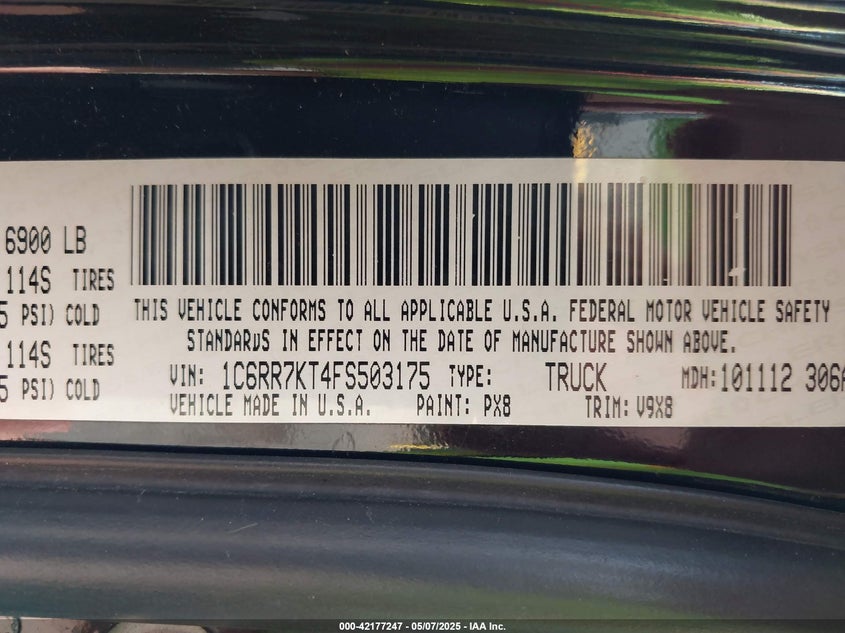 6900 LB
114S TIRES
5 PSI) COLD
114S TIRES
5 PSI) COLD
THIS VEHICLE CONFORMS TO ALL APPLICABLE U.S.A. FEDERAL MOTOR VEHICLE SAFETY
STANDARDS IN EFFECT ON THE DATE OF MANUFACTURE SHOWN ABOVE.
VIN: 1C6RR7KT4FS503175 TYPE: TRUCK MDH:101112 306A
VEHICLE MADE IN U.S.A. PAINT: PX8 TRIM: V9X8
000-42177247 - 05/07/2025 - IAA Inc.